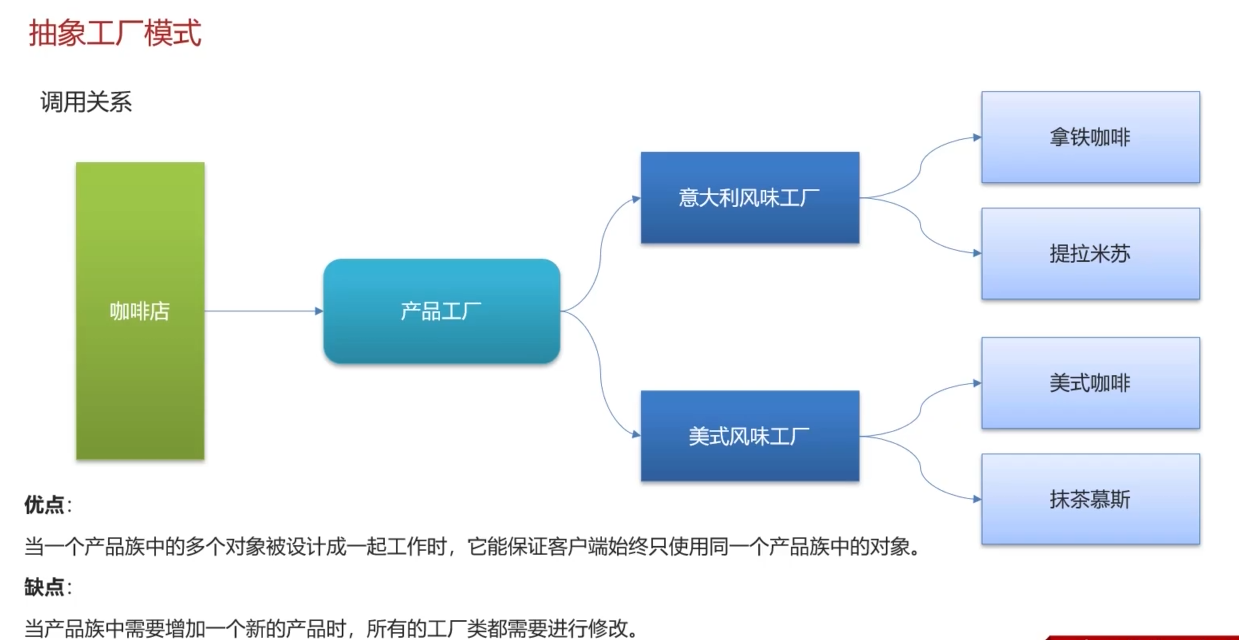 抽象工厂模式
调用关系
咖啡店
产品工厂
意大利风味工厂
美式风味工厂
拿铁咖啡
提拉米苏
美式咖啡
抹茶慕斯
优点：
当一个产品族中的多个对象被设计成一起工作时，它能保证客户端始终只使用同一个产品族中的对象。
缺点：
当产品族中需要增加一个新的产品时，所有的工厂类都需要进行修改。